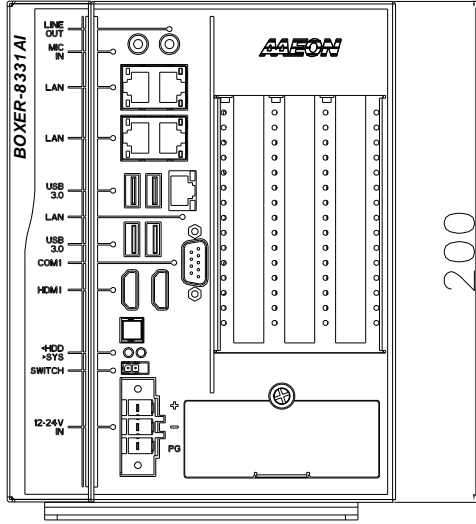 LINE
OUT
MIC
IN
AAEON
BOXER-8331AI
LAN
LAN
USB
3.0
LAN
USB
3.0
COM1
HDMI
200
•HDD
•SYS
SWITCH
12-24V
IN
+
−
PG